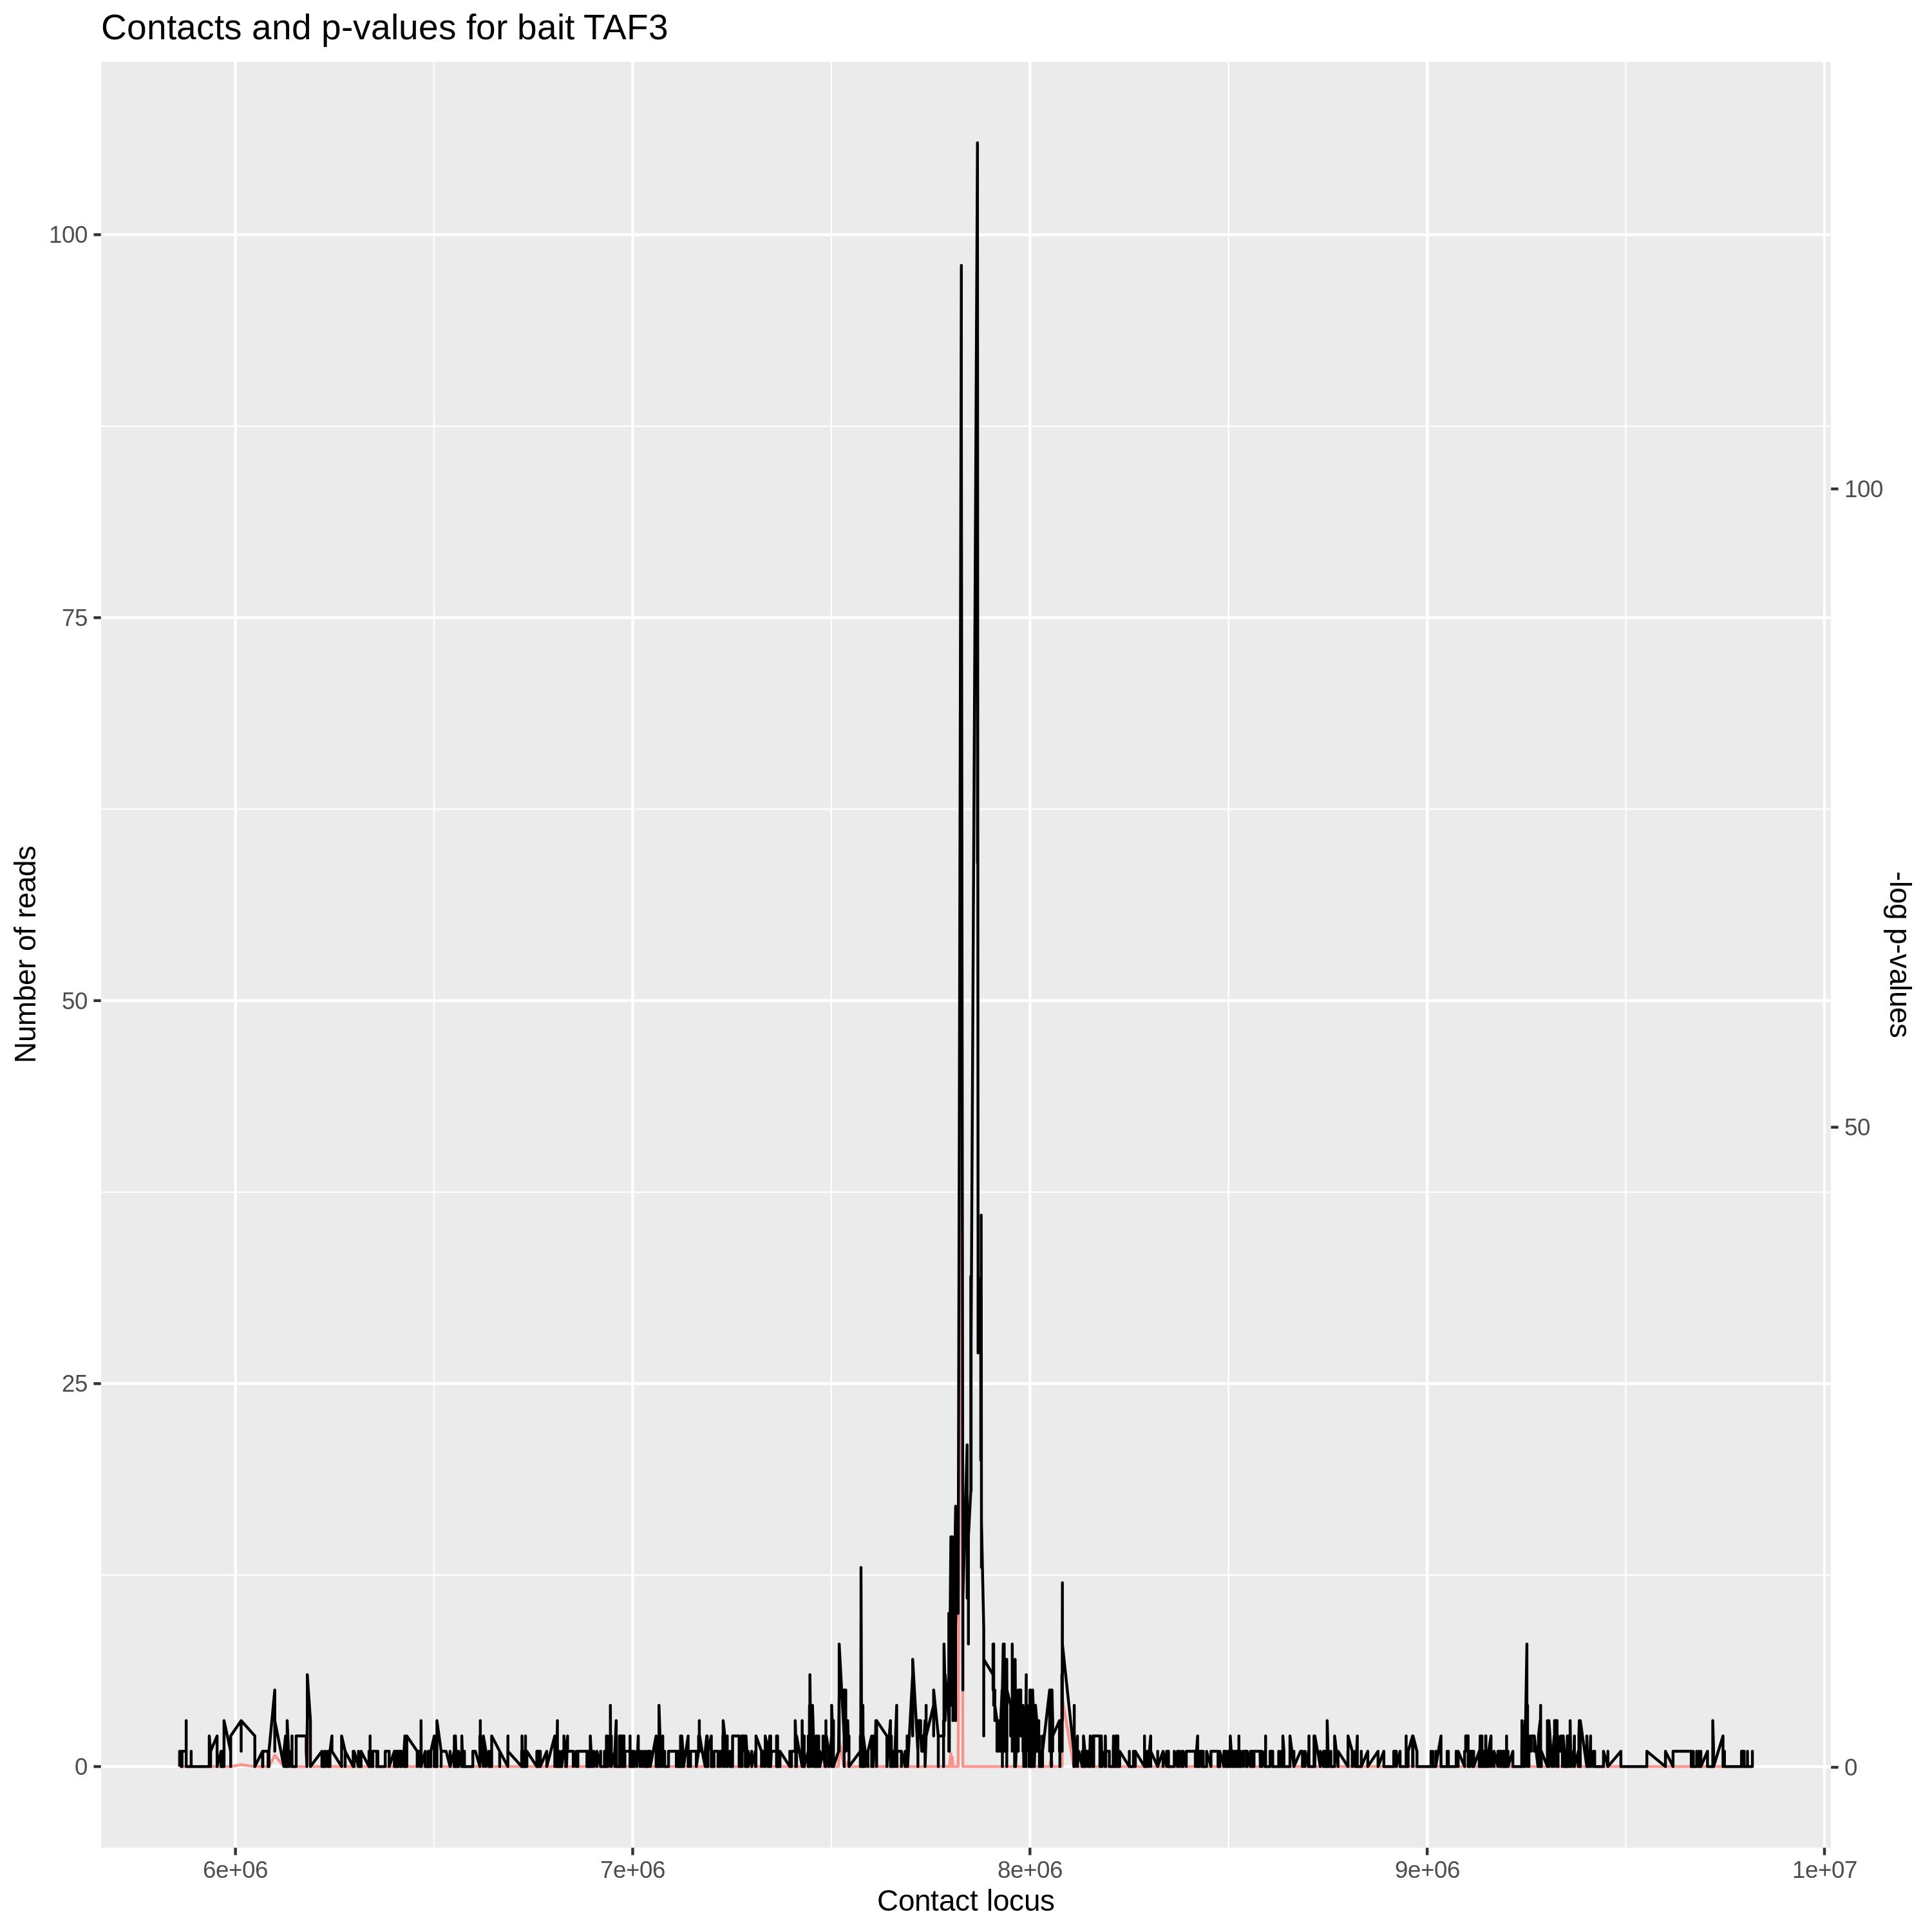 Contacts and p-values for bait TAF3
Number of reads
100
75
50
25
0
100
50
0
-log p-values
6e+06
7e+06
8e+06
9e+06
1e+07
Contact locus